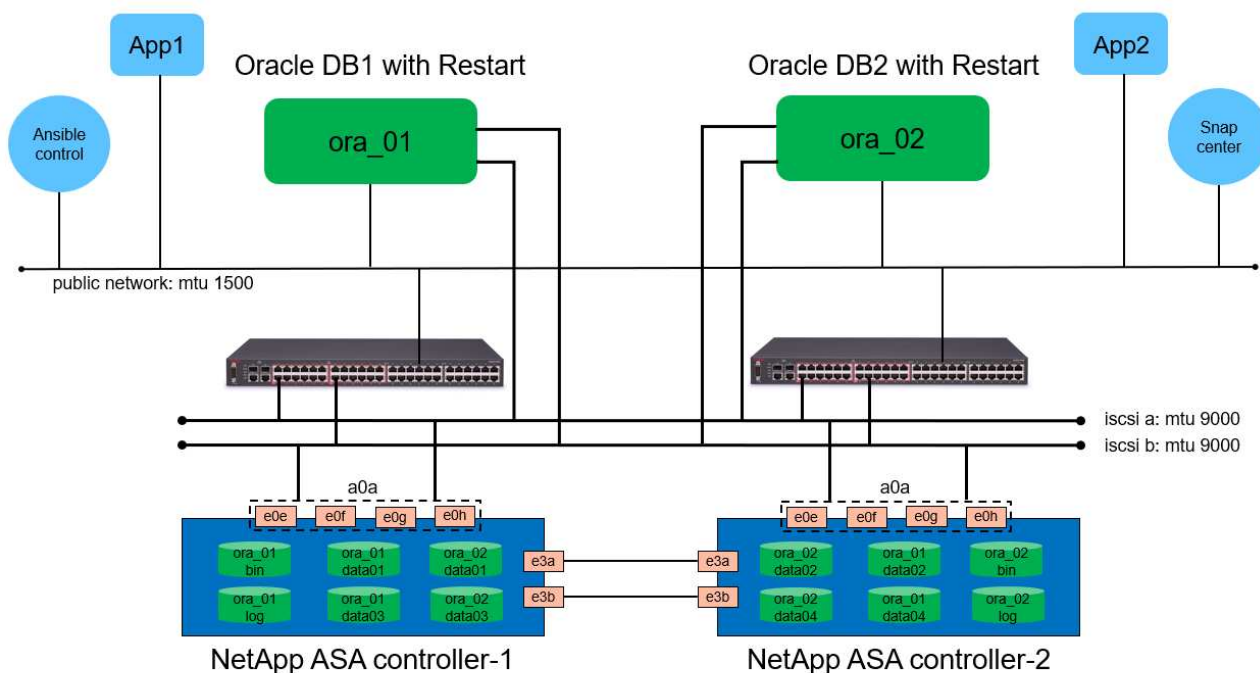 App1
App2
Oracle DB1 with Restart
Oracle DB2 with Restart
Ansible
control
ora_01
ora_02
Snap
center
public network: mtu 1500
iscsi a: mtu 9000
iscsi b: mtu 9000
a0a
a0a
e0e
e0f
e0g
e0h
e0e
e0f
e0g
e0h
ora_01
bin
ora_01
data01
ora_02
data01
e3a
e3a
ora_02
data02
ora_01
data02
ora_02
bin
ora_01
log
ora_01
data03
ora_02
data03
e3b
e3b
ora_02
data04
ora_01
data04
ora_02
log
NetApp ASA controller-1
NetApp ASA controller-2